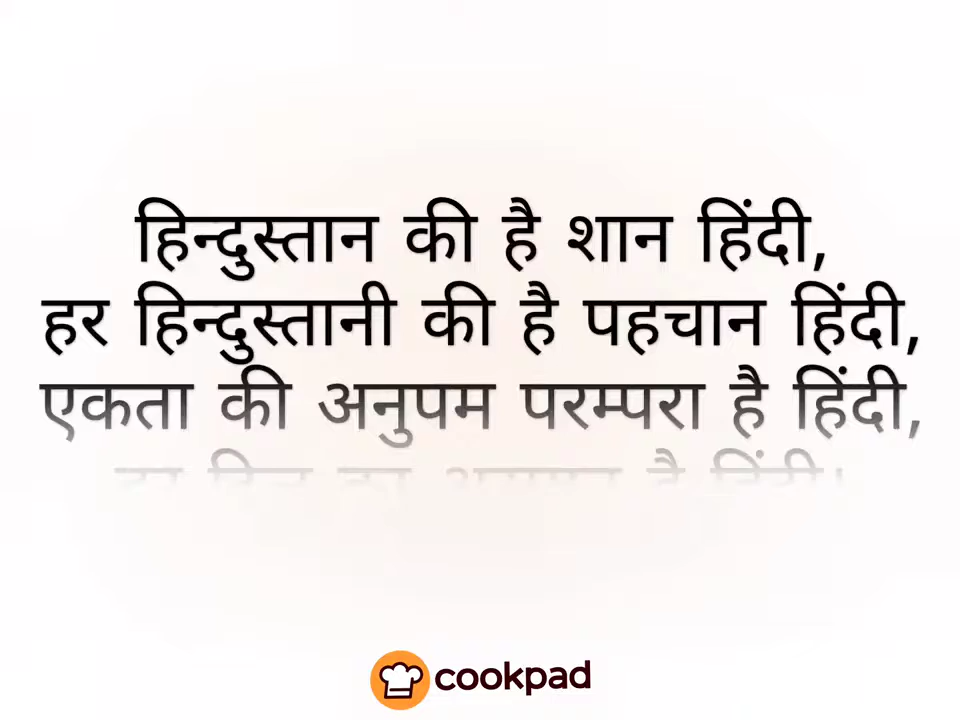 हिन्दुस्तान की है शान हिंदी,
हर हिन्दुस्तानी की है पहचान हिंदी,
एकता की अनुपम परम्परा है हिंदी,
है हिंदी।
cookpad